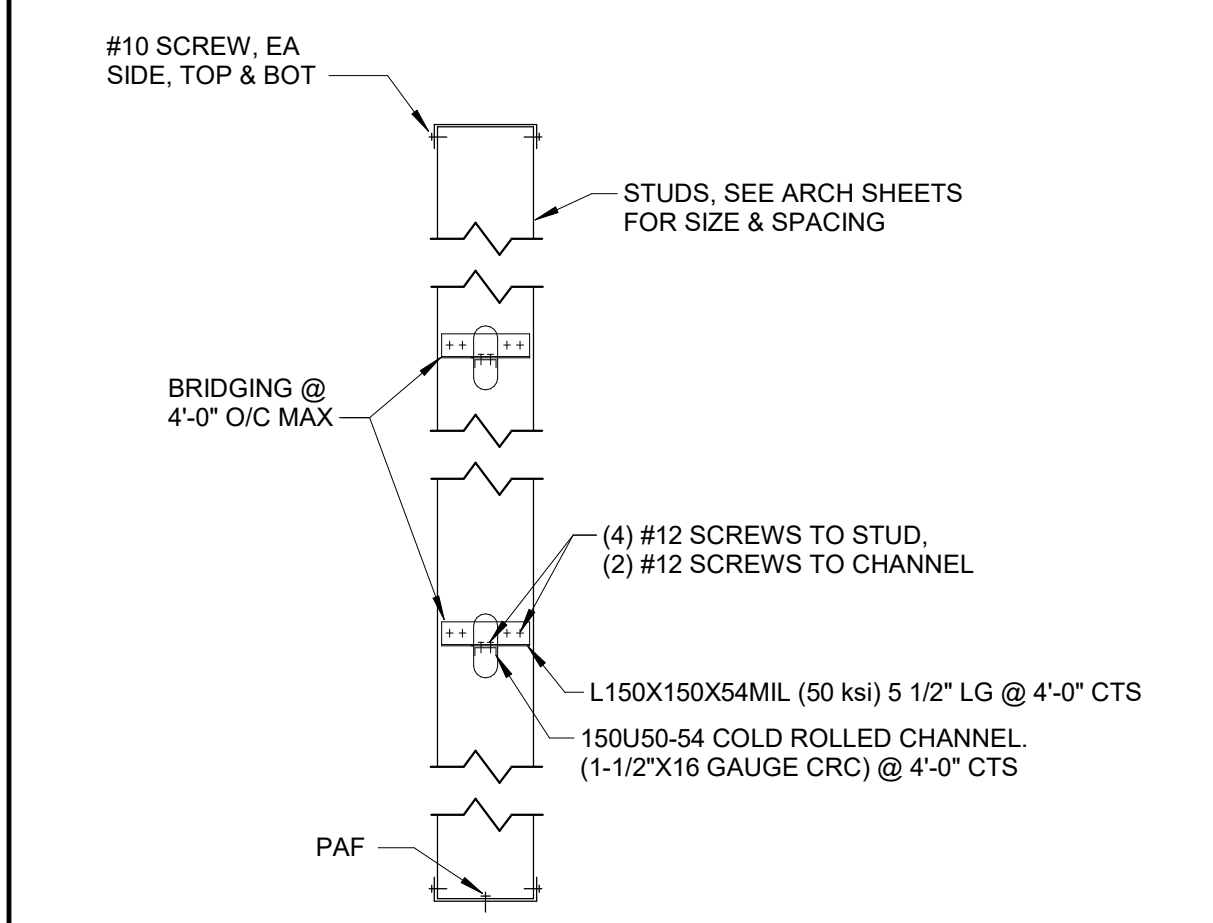 #10 SCREW, EA
SIDE, TOP & BOT
STUDS, SEE ARCH SHEETS
FOR SIZE & SPACING
BRIDGING @
4'-0" O/C MAX
(4) #12 SCREWS TO STUD,
(2) #12 SCREWS TO CHANNEL
L150X150X54MIL (50 ksi) 5 1/2" LG @ 4'-0" CTS
150U50-54 COLD ROLLED CHANNEL.
(1-1/2"X16 GAUGE CRC) @ 4'-0" CTS
PAF